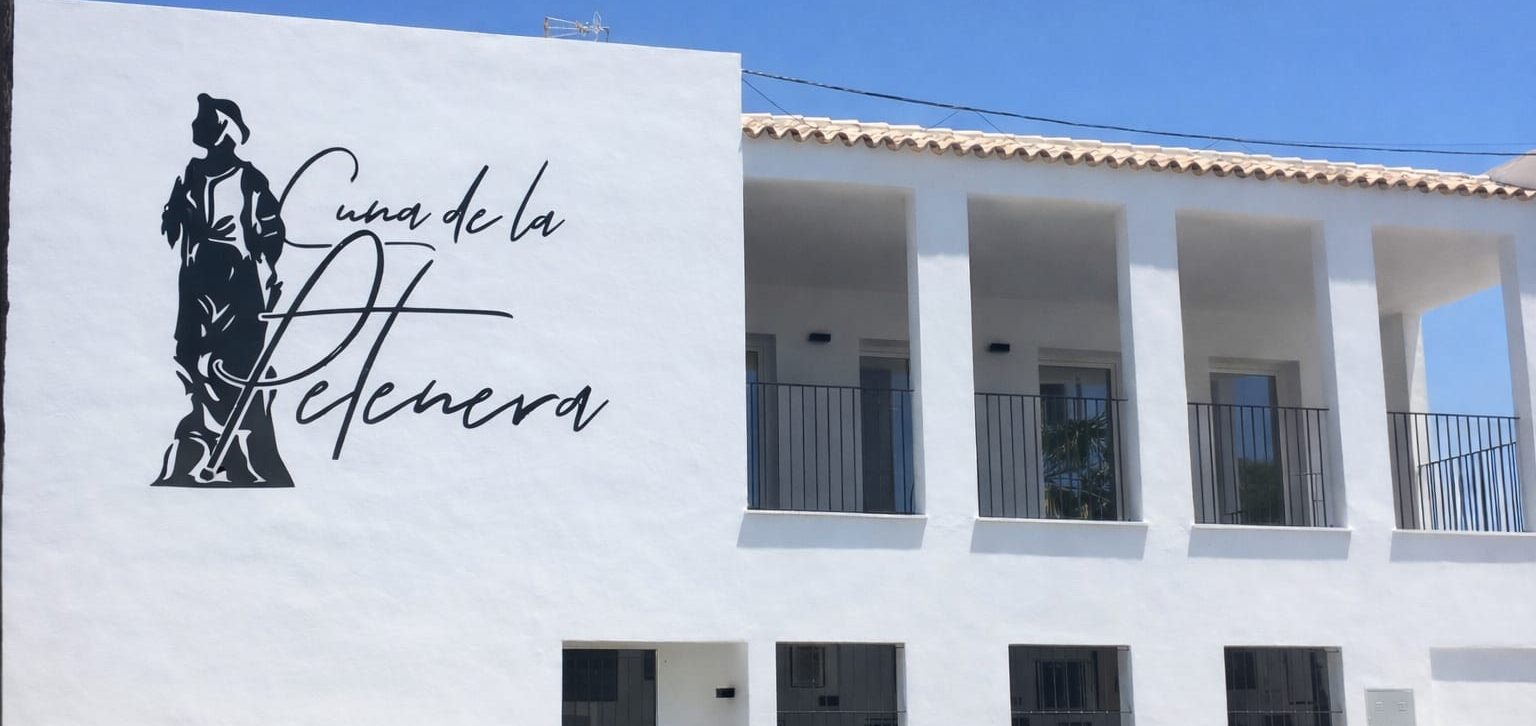 Cuna de la
Petenera